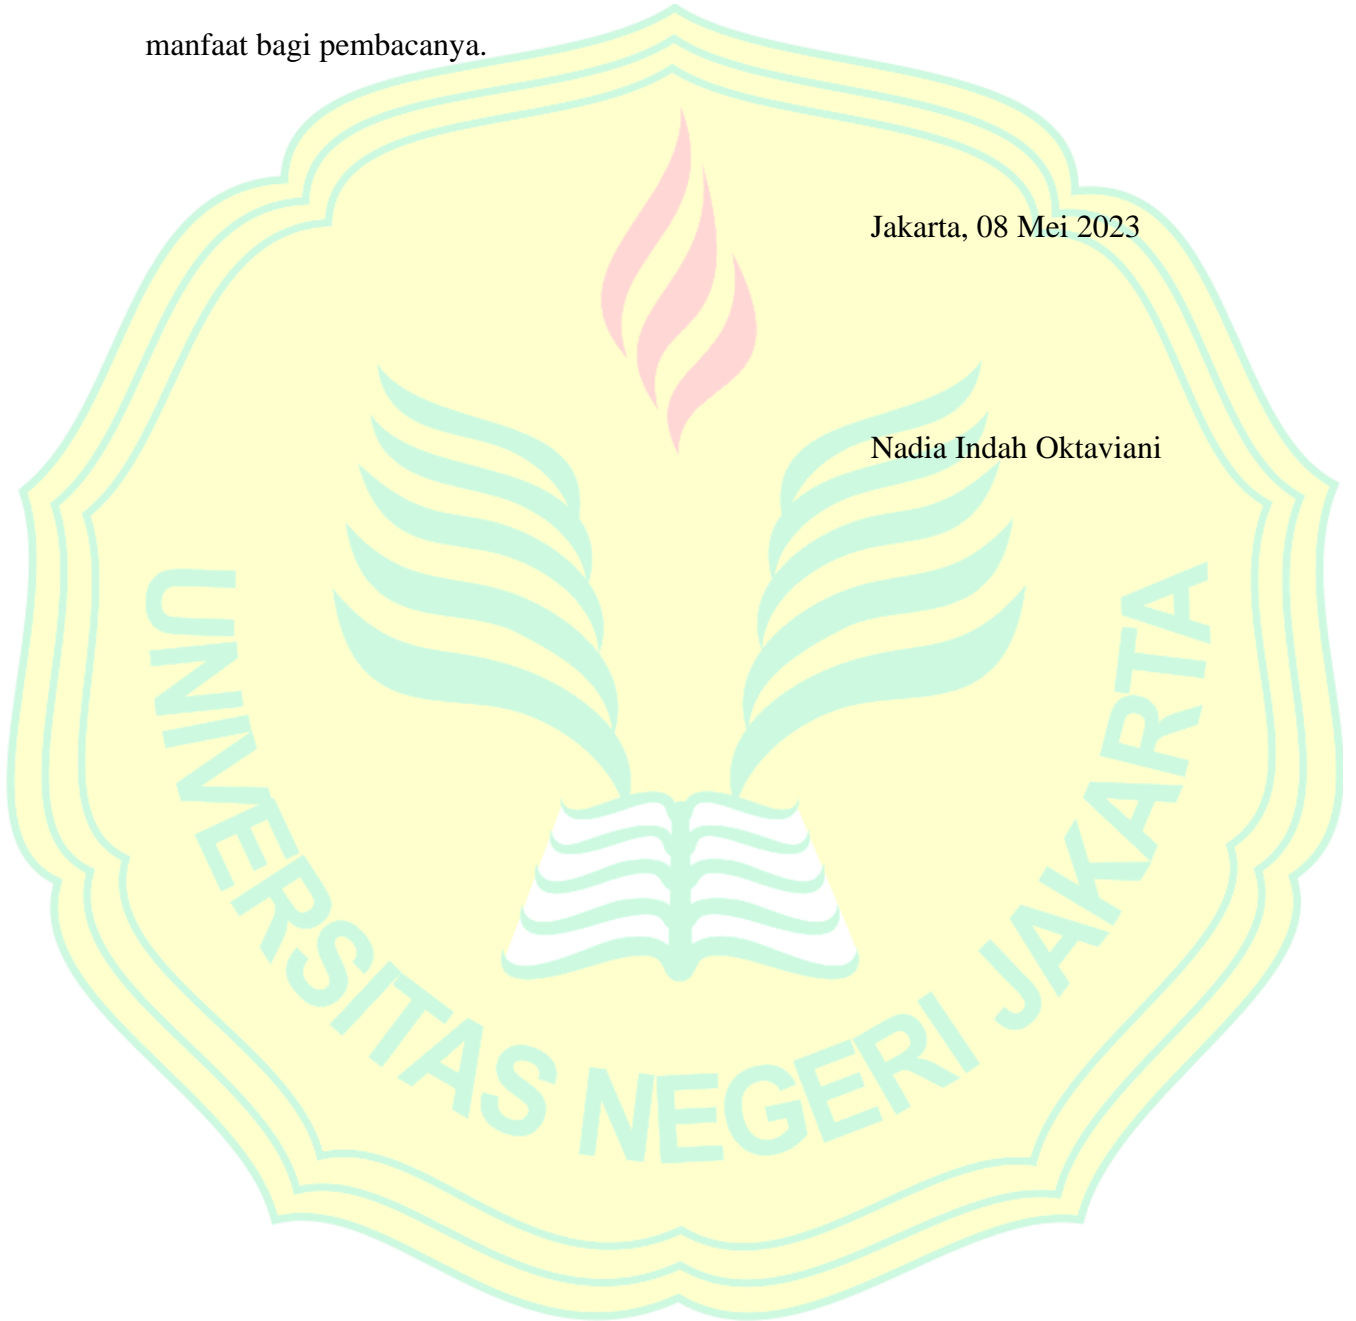 manfaat bagi pembacanya.
Jakarta, 08 Mei 2023
Nadia Indah Oktaviani
UNIVERSITAS NEGERI JAKARTA